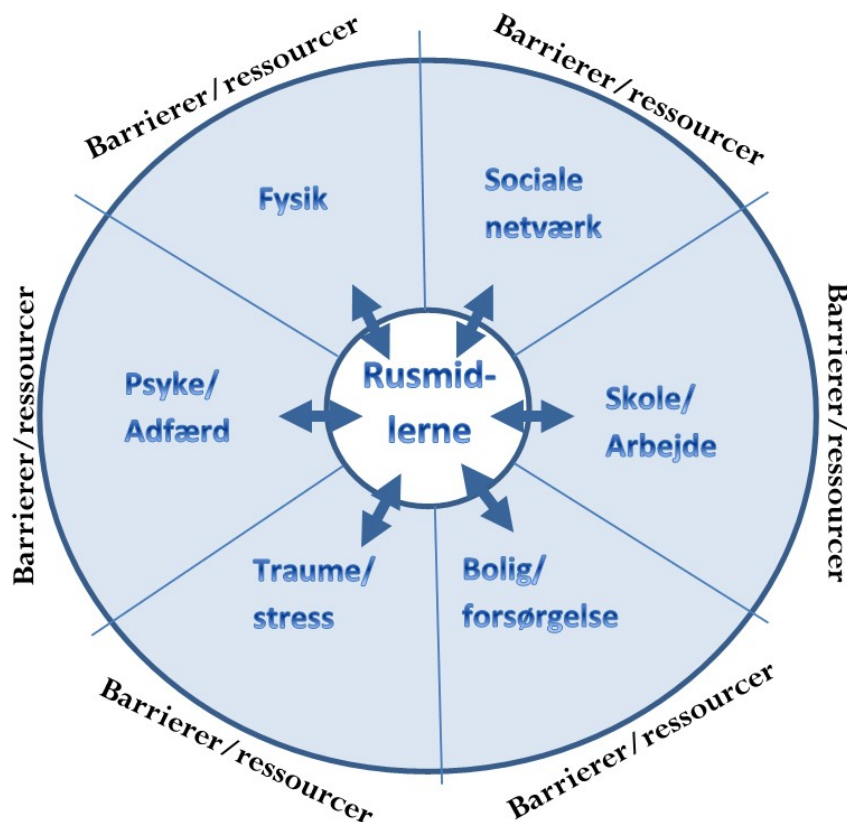 Barrierer/ressourcer
Barrierer/ressourcer
Fysik
Sociale
netværk
Barrierer/ressourcer
Psyke/
Adfærd
Rusmid-
lerne
Skole/
Arbejde
Barrierer/ressourcer
Traume/
stress
Bolig/
forsørgelse
Barrierer/ressourcer
Barrierer/ressourcer